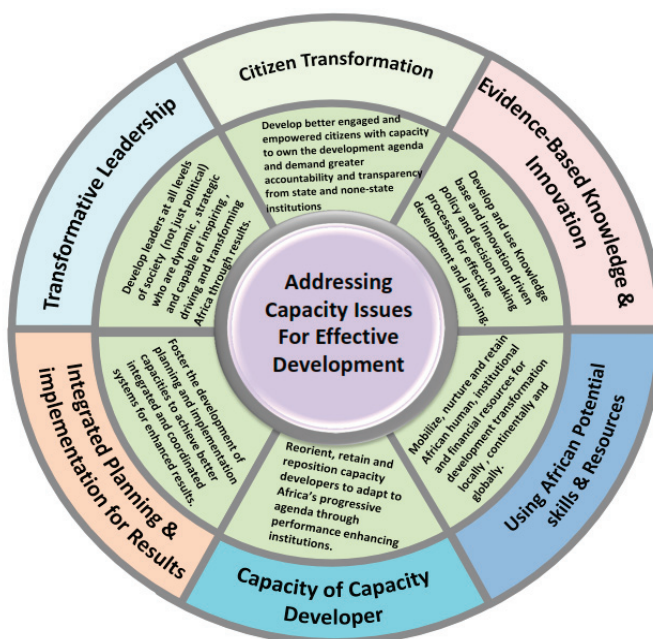 Addressing
Capacity Issues
For Effective
Development
Citizen Transformation
Develop better engaged and
empowered citizens with capacity
to own the development agenda
and demand greater
accountability and transparency
from state and none-state
institutions
Evidence-Based Knowledge &
Innovation
Develop and use Knowledge
base and innovation driven
policy and decision making
processes for effective
development and learning.
Using African Potential
skills & Resources
Mobilize, nurture and retain
African human, institutional
and financial resources for
development transformation
locally , continentally and
globally.
Capacity of Capacity
Developer
Reorient, retain and
reposition capacity
developers to adapt to
Africa's progressive
agenda through
performance enhancing
institutions.
Integrated Planning &
implementation for Results
Foster the development of
planning and implementation
capacities to achieve better
integrated and coordinated
systems for enhanced results.
Transformative Leadership
Develop leaders at all levels
of society (not just political)
who are dynamic , strategic
and capable of inspiring ,
driving and transforming
Africa through results.